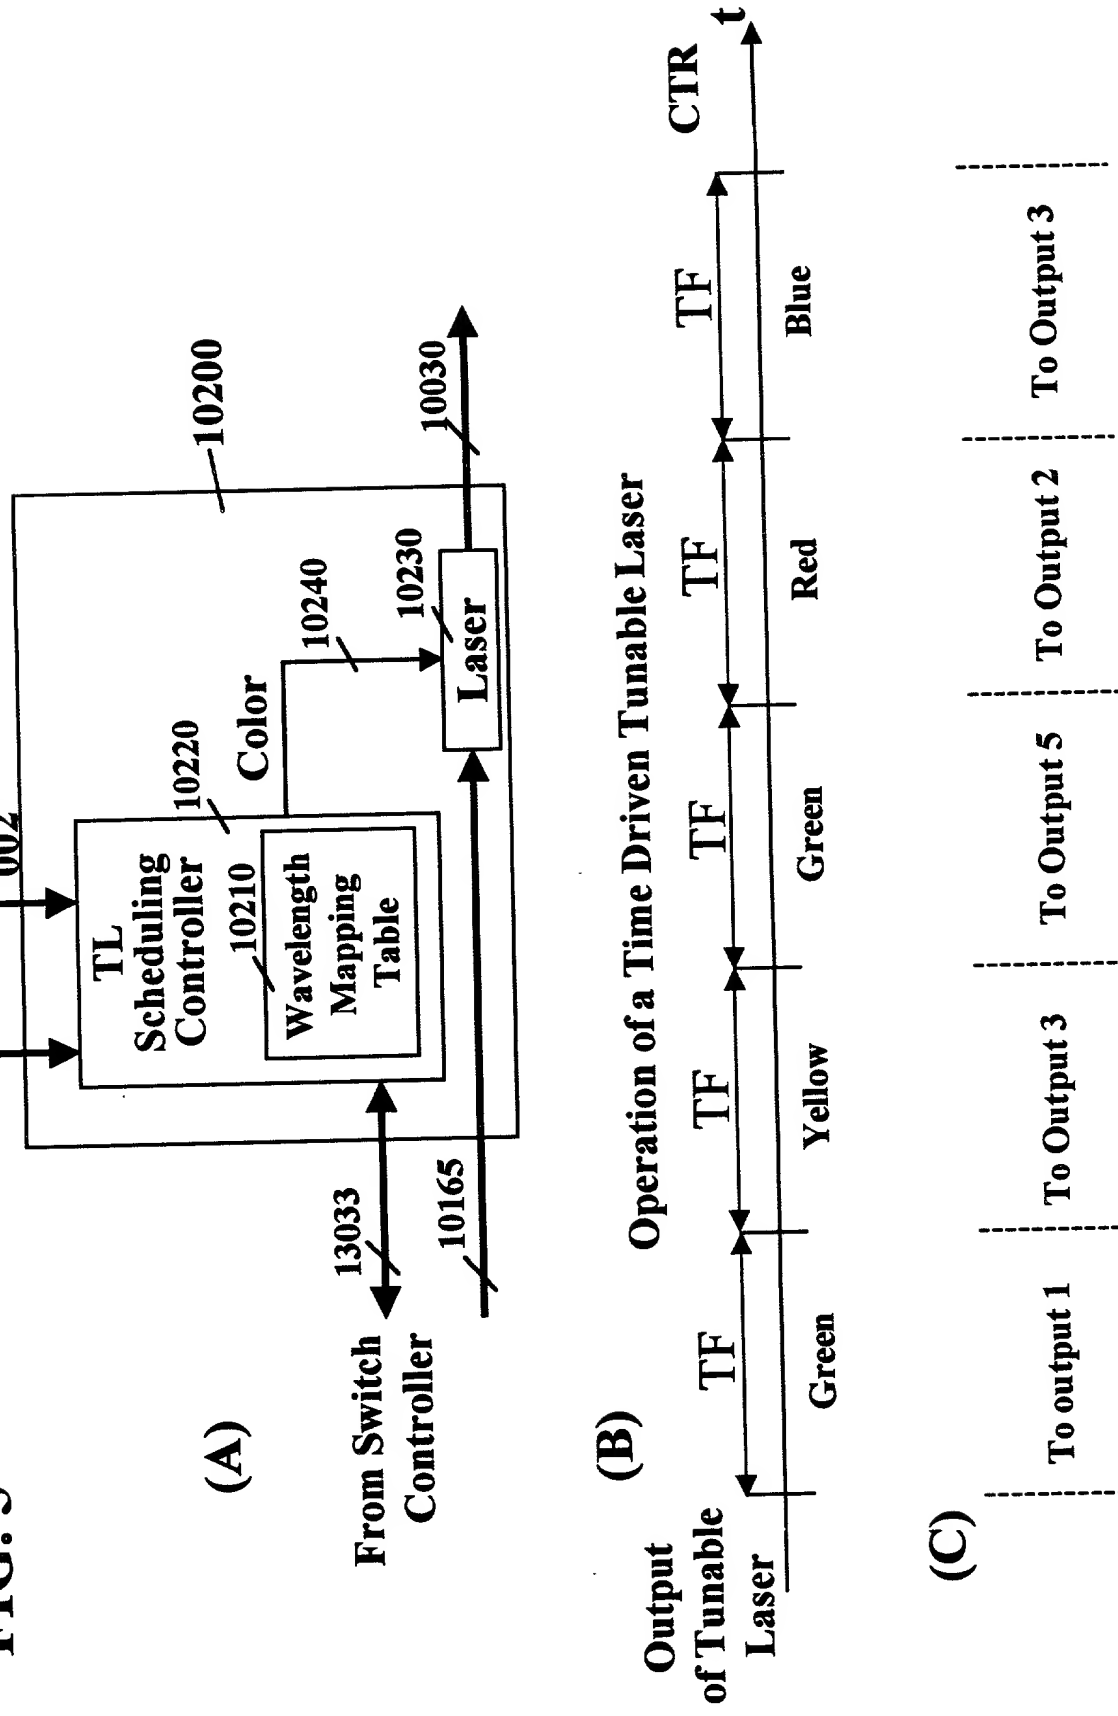 10200
TL
Scheduling
Controller
10220
10210
Wavelength
Mapping
Table
Color
10240
10230
Laser
10030
13033
10165
(A)
From Switch
Controller
Operation of a Time Driven Tunable Laser
(B)
Output
of Tunable
Laser
TF
TF
TF
TF
TF
CTR
t
Green
Yellow
Green
Red
Blue
(C)
To output 1
To Output 3
To Output 5
To Output 2
To Output 3